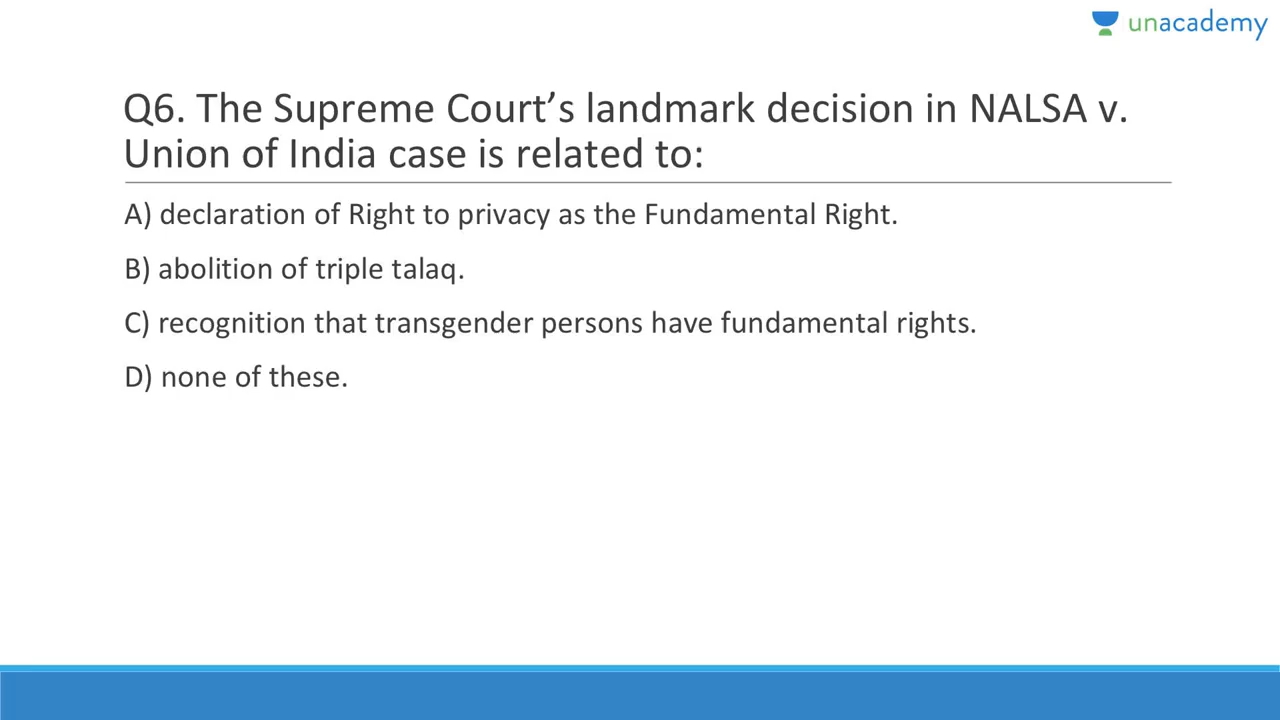 unacademy
Q6. The Supreme Court’s landmark decision in NALSA v.
Union of India case is related to:
A) declaration of Right to privacy as the Fundamental Right.
B) abolition of triple talaq.
C) recognition that transgender persons have fundamental rights.
D) none of these.